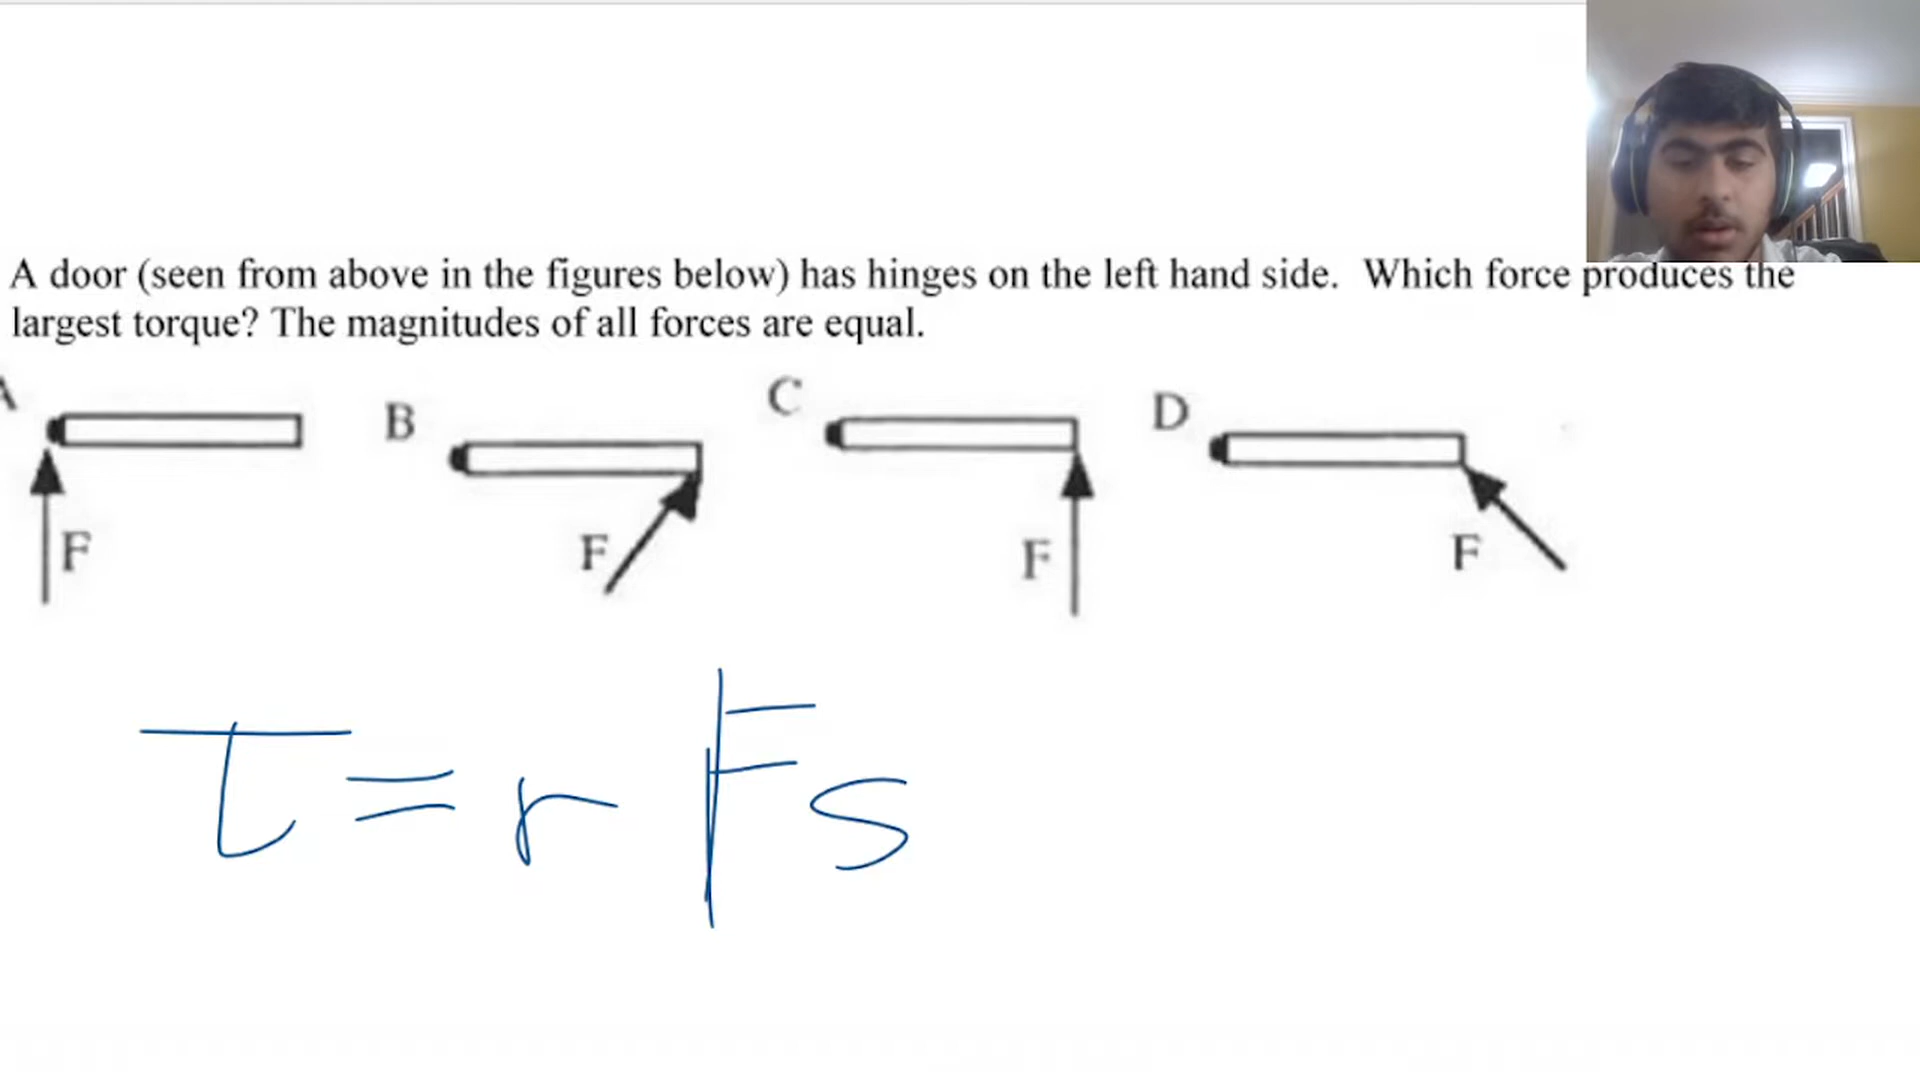 A door (seen from above in the figures below) has hinges on the left hand side. Which force produces the
largest torque? The magnitudes of all forces are equal.
A B C D
F F F F
τ = r F s